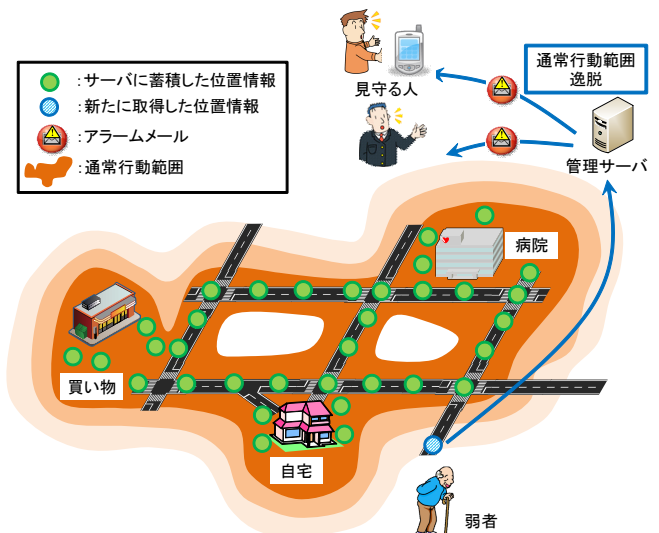 :サーバに蓄積した位置情報
:新たに取得した位置情報
:アラームメール
:通常行動範囲
見守る人
通常行動範囲
逸脱
管理サーバ
病院
買い物
自宅
弱者